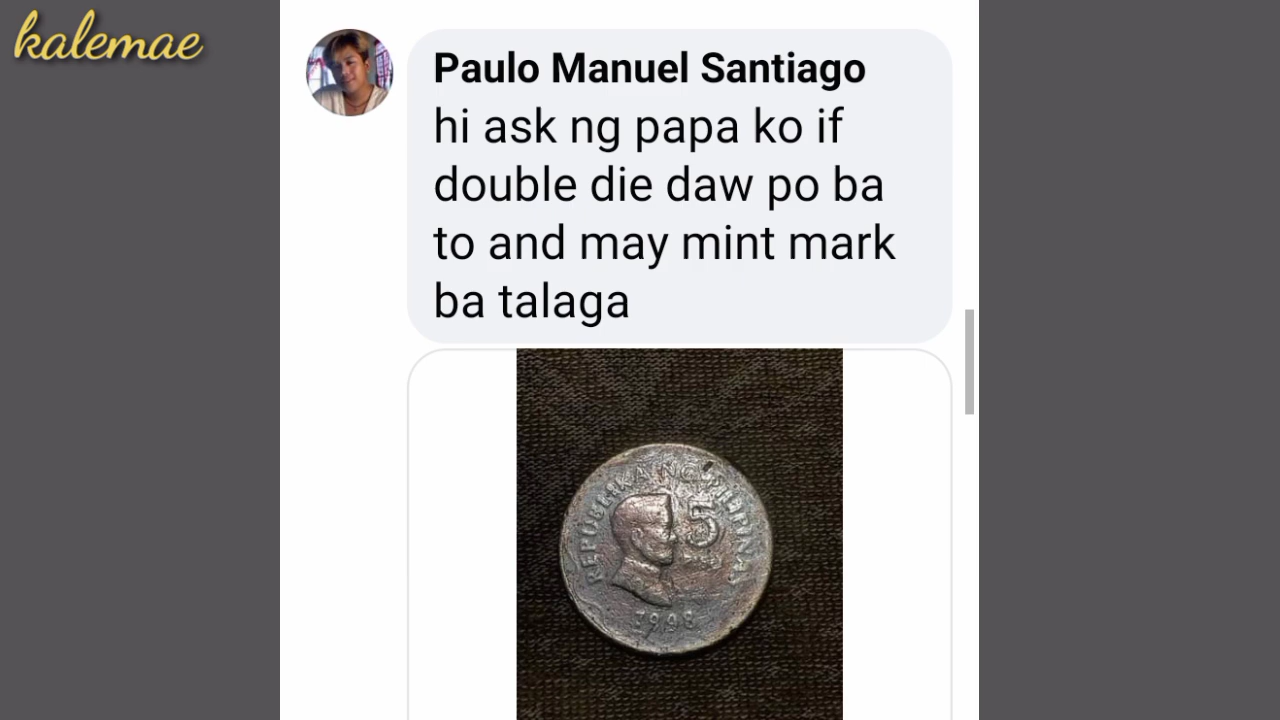 kalemae
Paulo Manuel Santiago
hi ask ng papa ko if
double die daw po ba
to and may mint mark
ba talaga
REPUBLIKA NG PILIPINAS
5
1998